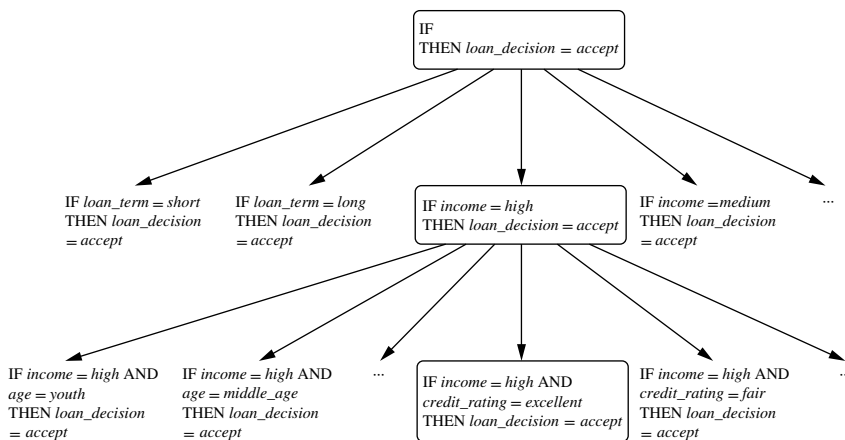 IF
THEN loan_decision = accept
IF loan_term = short
THEN loan_decision
= accept
IF loan_term = long
THEN loan_decision
= accept
IF income = high
THEN loan_decision = accept
IF income =medium
THEN loan_decision
= accept
...
IF income = high AND
age = youth
THEN loan_decision
= accept
IF income = high AND
age = middle_age
THEN loan_decision
= accept
...
IF income = high AND
credit_rating = excellent
THEN loan_decision = accept
IF income = high AND
credit_rating = fair
THEN loan_decision
= accept
...